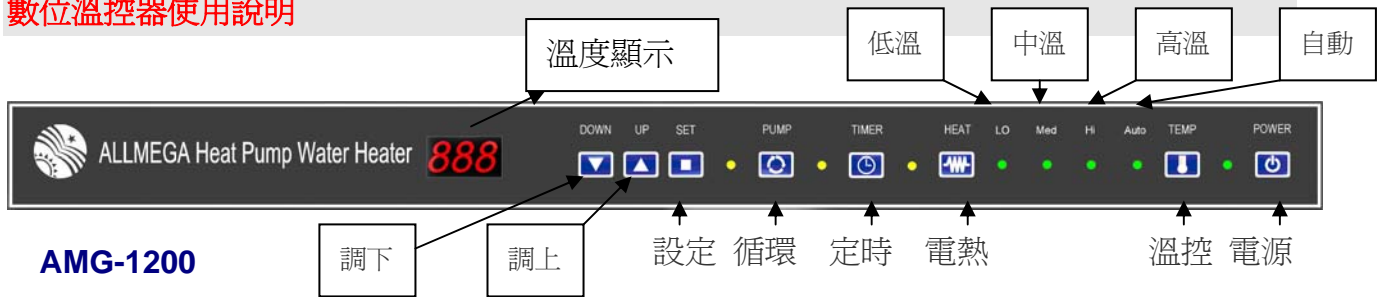 數位溫控器使用說明
溫度顯示
低溫
中溫
高溫
自動
ALLMEGA Heat Pump Water Heater 888
DOWN UP SET PUMP TIMER HEAT LO Med Hi Auto TEMP POWER
調下
調上
設定 循環 定時 電熱 溫控 電源
AMG-1200